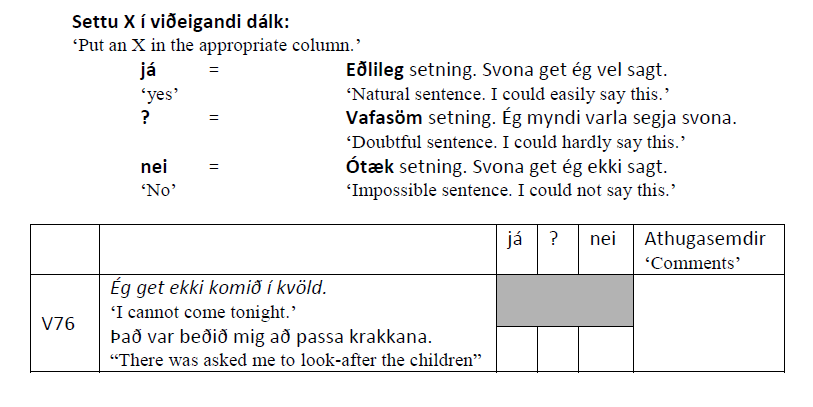 Settu X í viðeigandi dálk:
‘Put an X in the appropriate column.’
já = Eðlileg setning. Svona get ég vel sagt.
‘yes’ ‘Natural sentence. I could easily say this.’
? = Vafasöm setning. Ég myndi varla segja svona.
‘Doubtful sentence. I could hardly say this.’
nei = Ótæk setning. Svona get ég ekki sagt.
‘No’ ‘Impossible sentence. I could not say this.’
já ? nei Athugasemdir
‘Comments’
V76
Ég get ekki komið í kvöld.
‘I cannot come tonight.’
Það var beðið mig að passa krakkana.
“There was asked me to look-after the children”